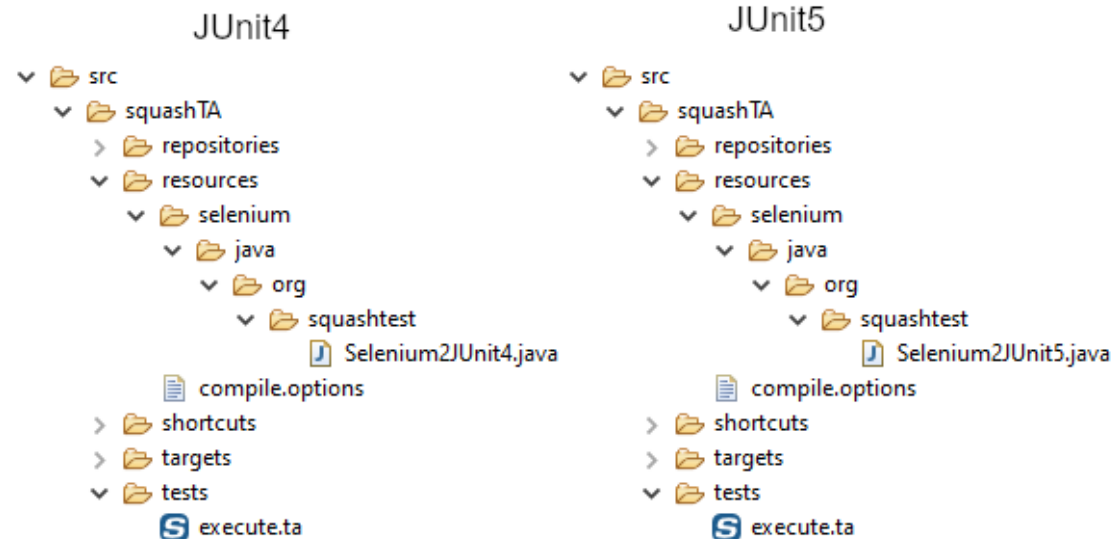 JUnit4
src
squashTA
repositories
resources
selenium
java
org
squashtest
Selenium2JUnit4.java
compile.options
shortcuts
targets
tests
execute.ta
JUnit5
src
squashTA
repositories
resources
selenium
java
org
squashtest
Selenium2JUnit5.java
compile.options
shortcuts
targets
tests
execute.ta